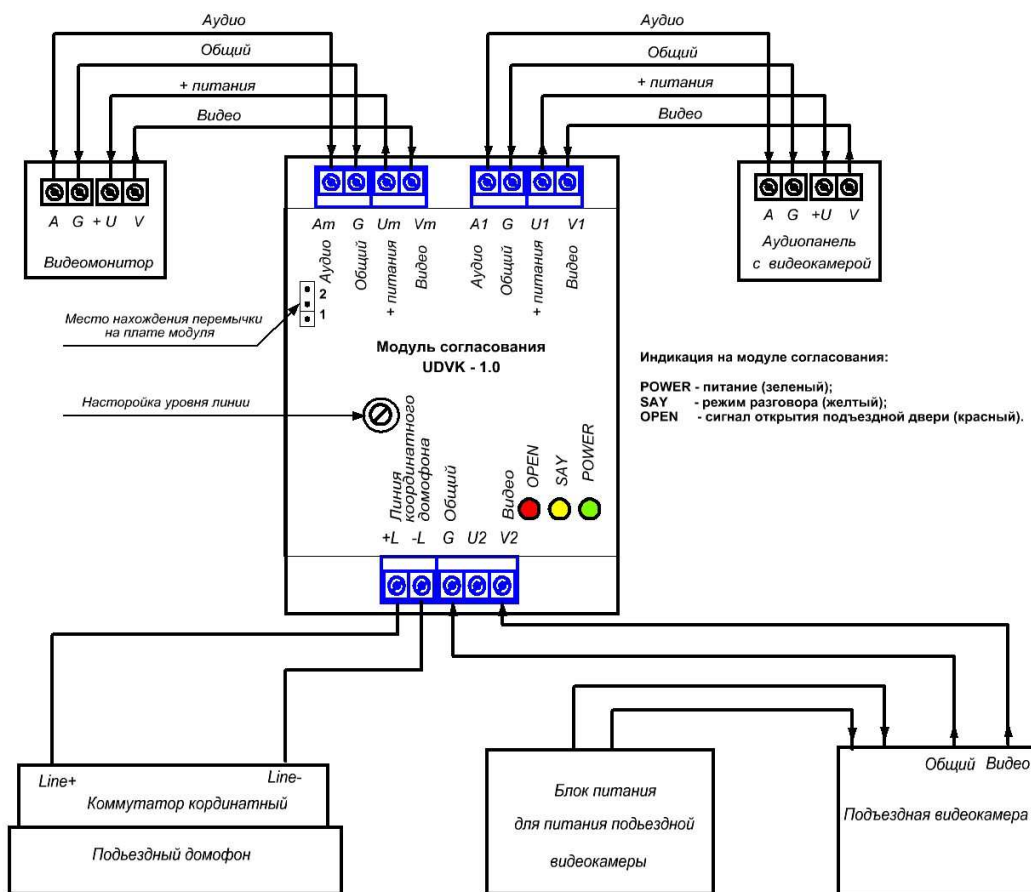 Аудио
Общий
+ питания
Видео
Аудио
Общий
+ питания
Видео
A G + U V
Видеомонитор
Am G Um Vm
Аудио
Общий
+ питания
Видео
A1 G U1 V1
Аудио
Общий
+ питания
Видео
A G +U V
Аудиопанель
с видеокамерой
2
1
Место нахождения перемычки
на плате модуля
Модуль согласования
UDVK - 1.0
Индикация на модуле согласования:
POWER - питание (зеленый);
SAY - режим разговора (желтый);
OPEN - сигнал открытия подъездной двери (красный).
Насторойка уровня линии
Линия
координатного
домофона
Общий
Видео
OPEN
SAY
POWER
+L -L G U2 V2
Line+
Line-
Коммутатор кординатный
Подьездный домофон
Блок питания
для питания подьездной
видеокамеры
Общий Видео
Подъездная видеокамера